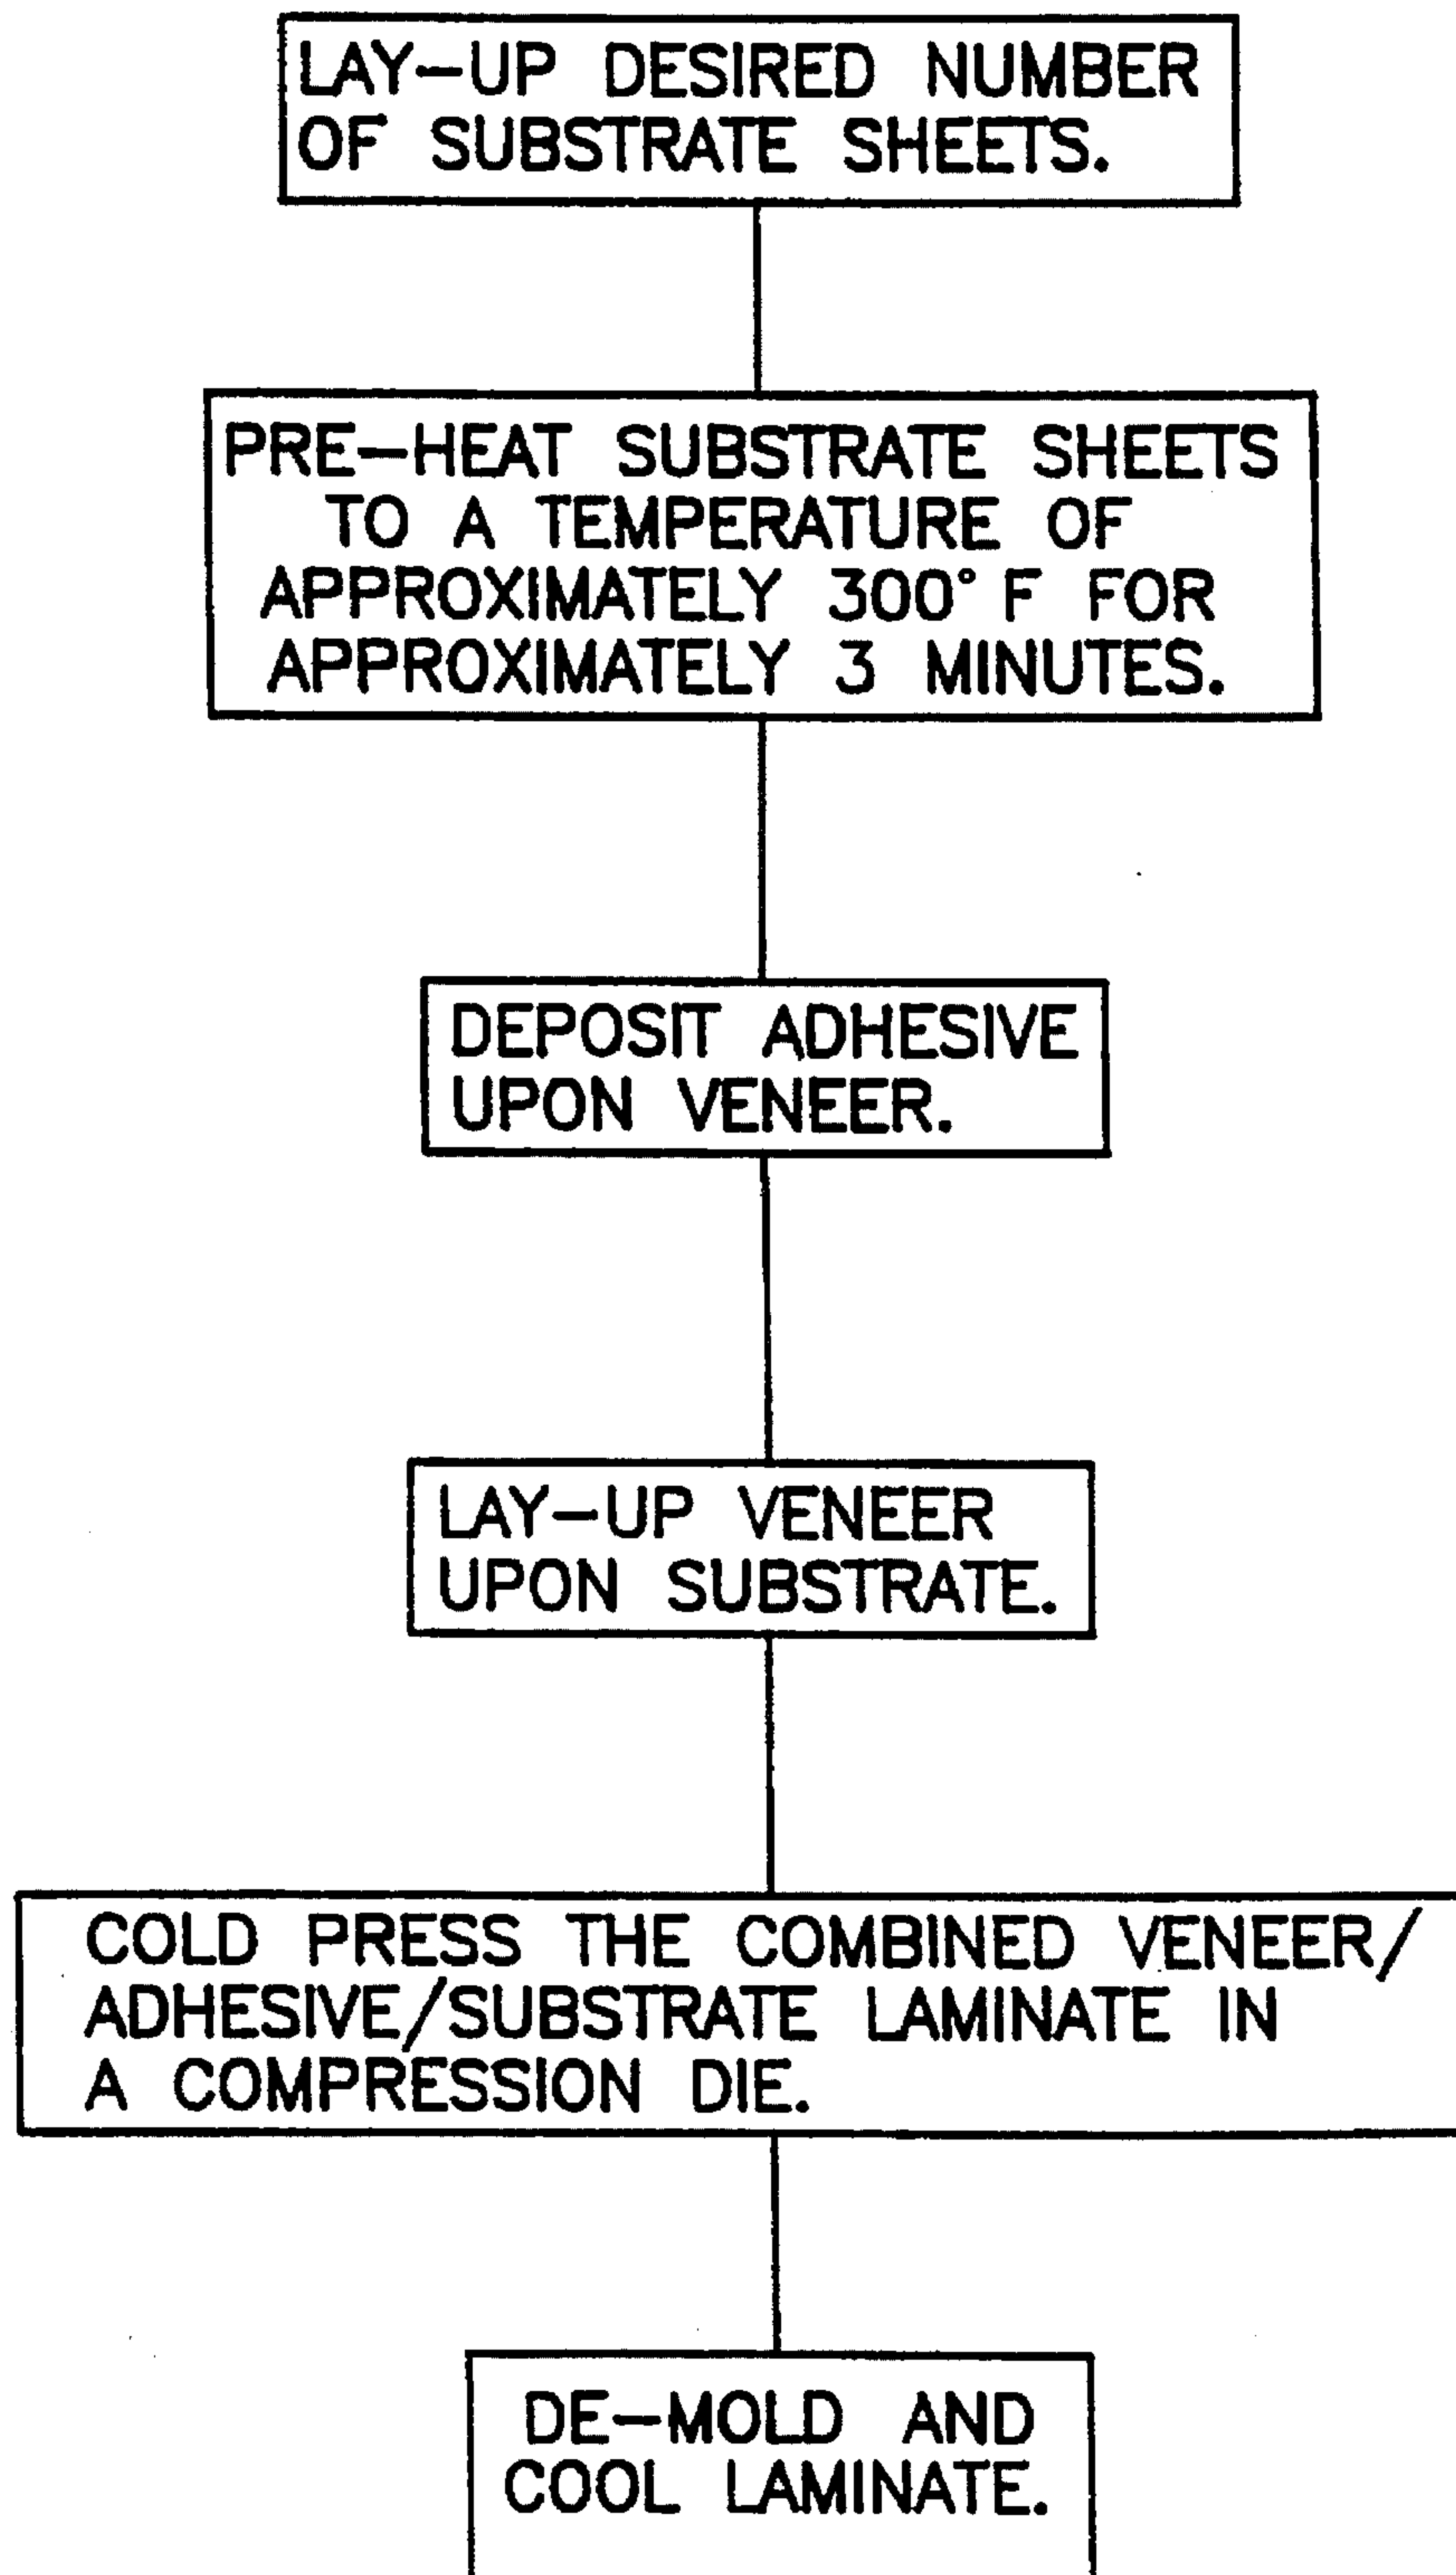 LAY-UP DESIRED NUMBER
OF SUBSTRATE SHEETS.
PRE-HEAT SUBSTRATE SHEETS
TO A TEMPERATURE OF
APPROXIMATELY 300° F FOR
APPROXIMATELY 3 MINUTES.
DEPOSIT ADHESIVE
UPON VENEER.
LAY-UP VENEER
UPON SUBSTRATE.
COLD PRESS THE COMBINED VENEER/
ADHESIVE/SUBSTRATE LAMINATE IN
A COMPRESSION DIE.
DE-MOLD AND
COOL LAMINATE.